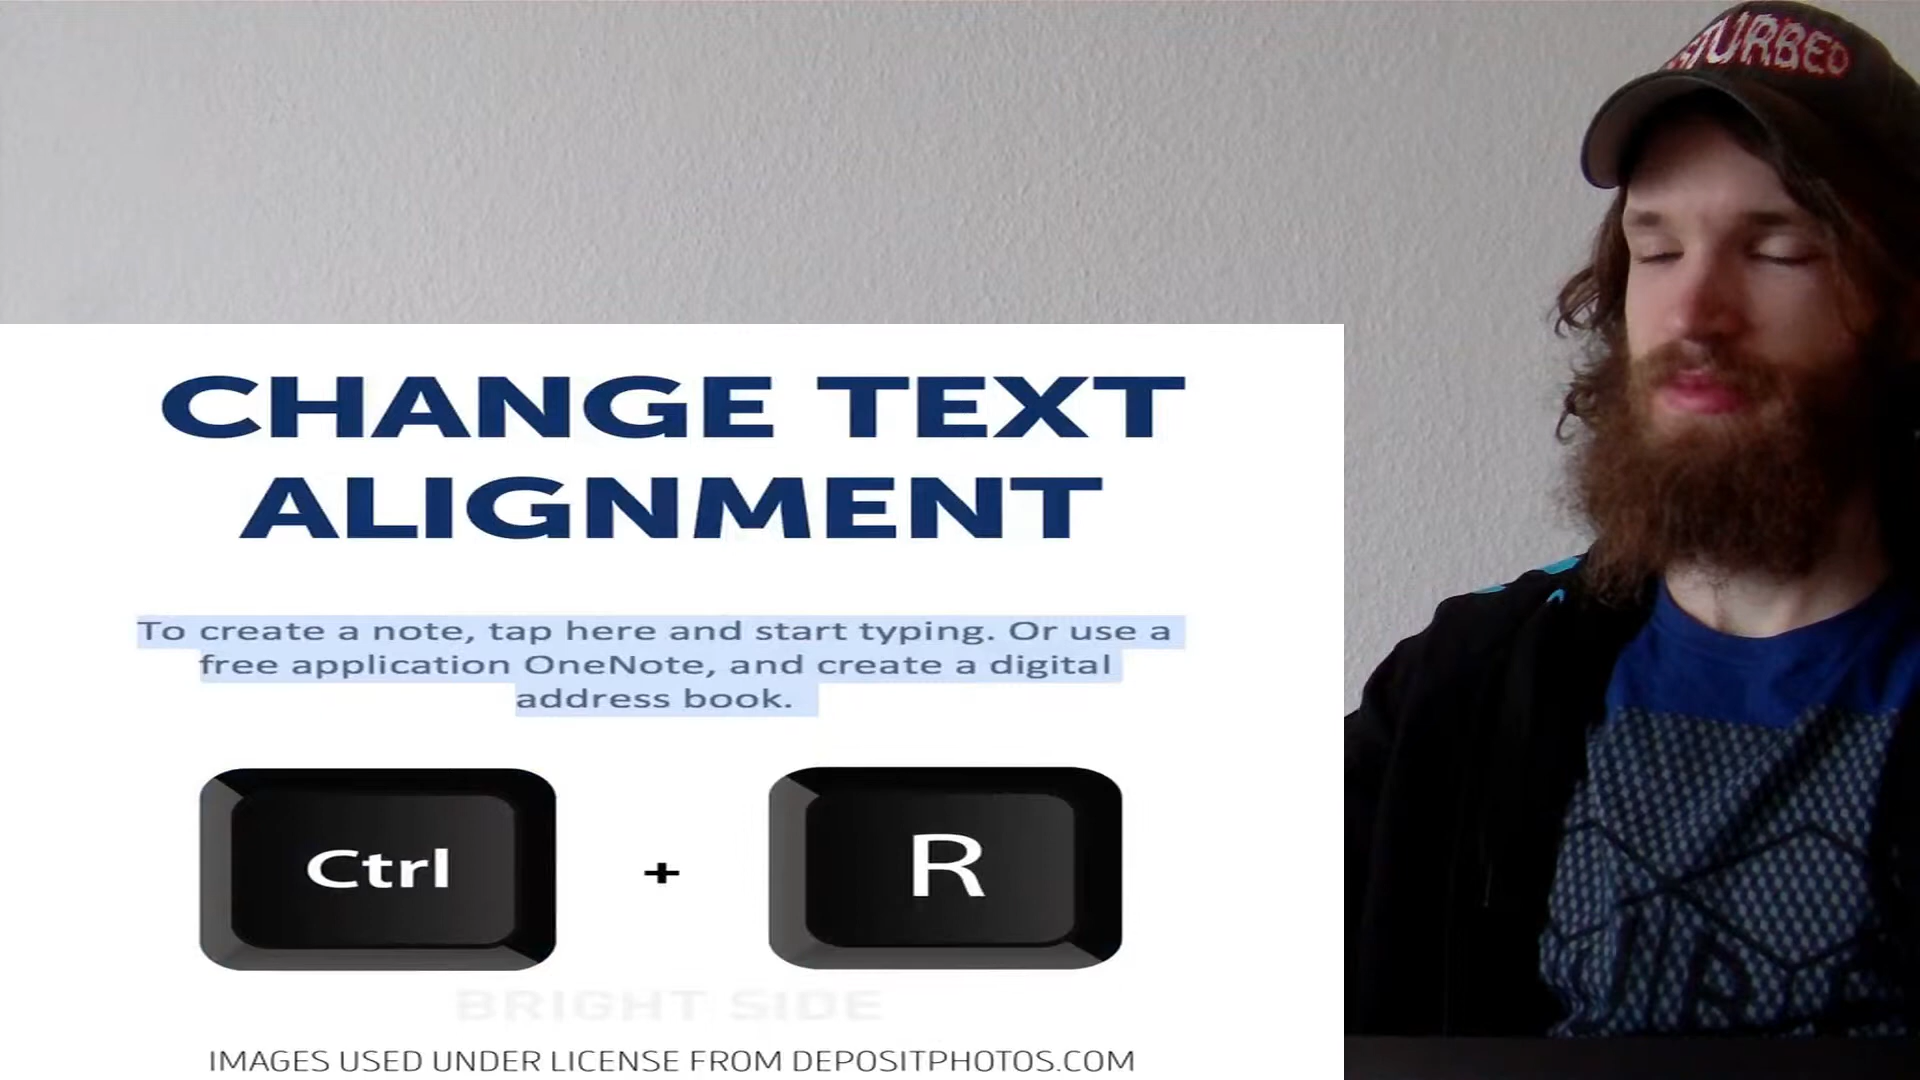 TURBED
CHANGE TEXT
ALIGNMENT
To create a note, tap here and start typing. Or use a
free application OneNote, and create a digital
address book.
Ctrl + R
BRIGHT SIDE
IMAGES USED UNDER LICENSE FROM DEPOSITPHOTOS.COM